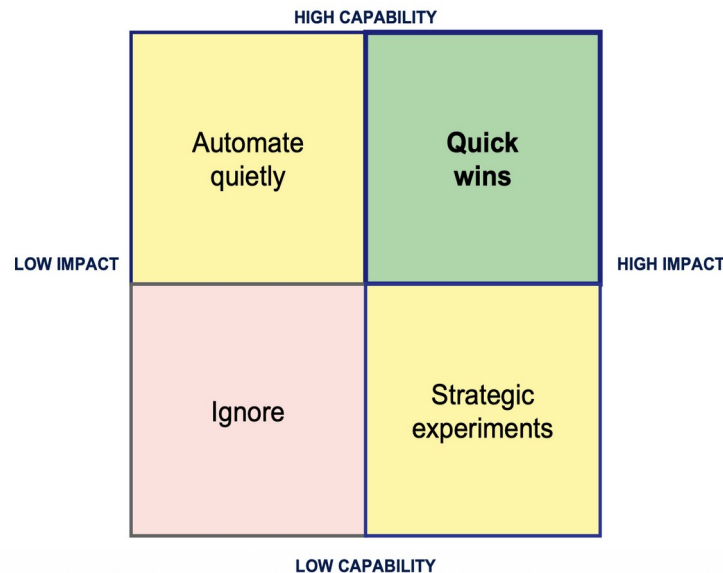 HIGH CAPABILITY
Automate
quietly
Quick
wins
LOW IMPACT
HIGH IMPACT
Ignore
Strategic
experiments
LOW CAPABILITY